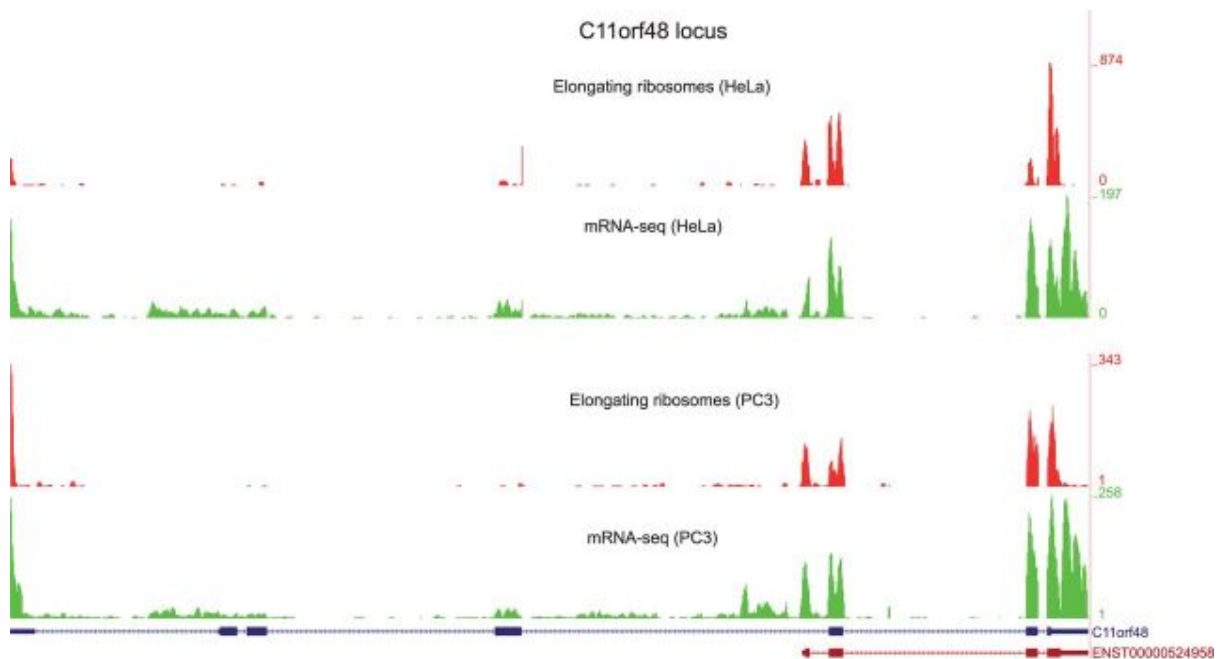 C11orf48 locus
Elongating ribosomes (HeLa)
874
0
mRNA-seq (HeLa)
197
0
Elongating ribosomes (PC3)
343
1
mRNA-seq (PC3)
258
1
C11orf48
ENST00000524958